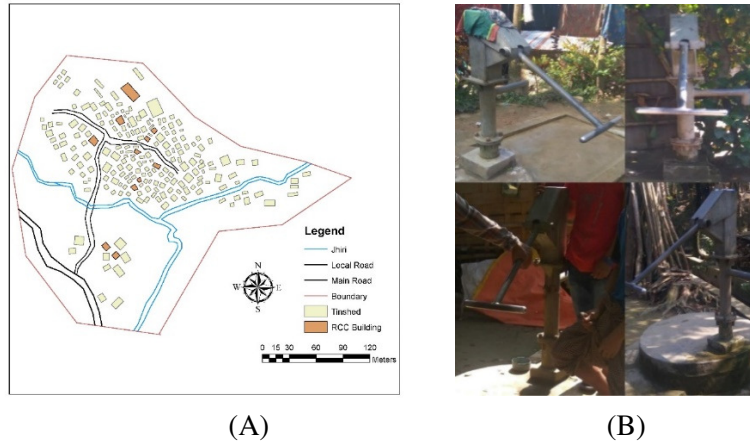 Legend
Jhiri
Local Road
Main Road
Boundary
Tinshed
RCC Building
N
W E
S
0 15 30 60 90 120
Meters
(A)
(B)